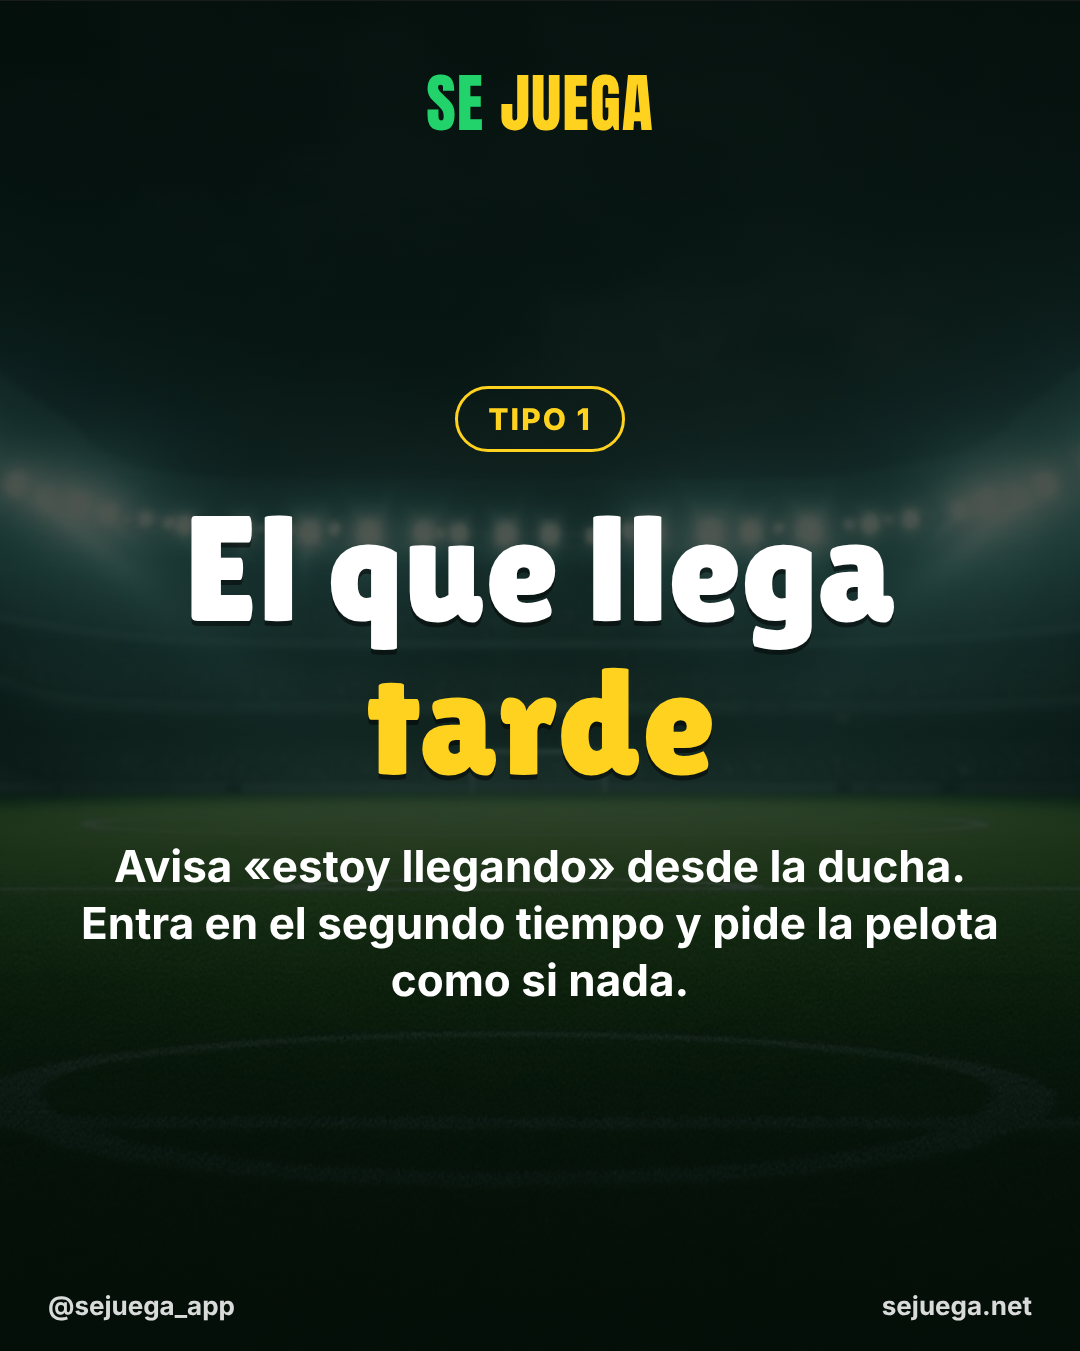 SE JUEGA
TIPO 1
El que llega
tarde
Avisa «estoy llegando» desde la ducha.
Entra en el segundo tiempo y pide la pelota
como si nada.
@sejuega_app
sejuega.net